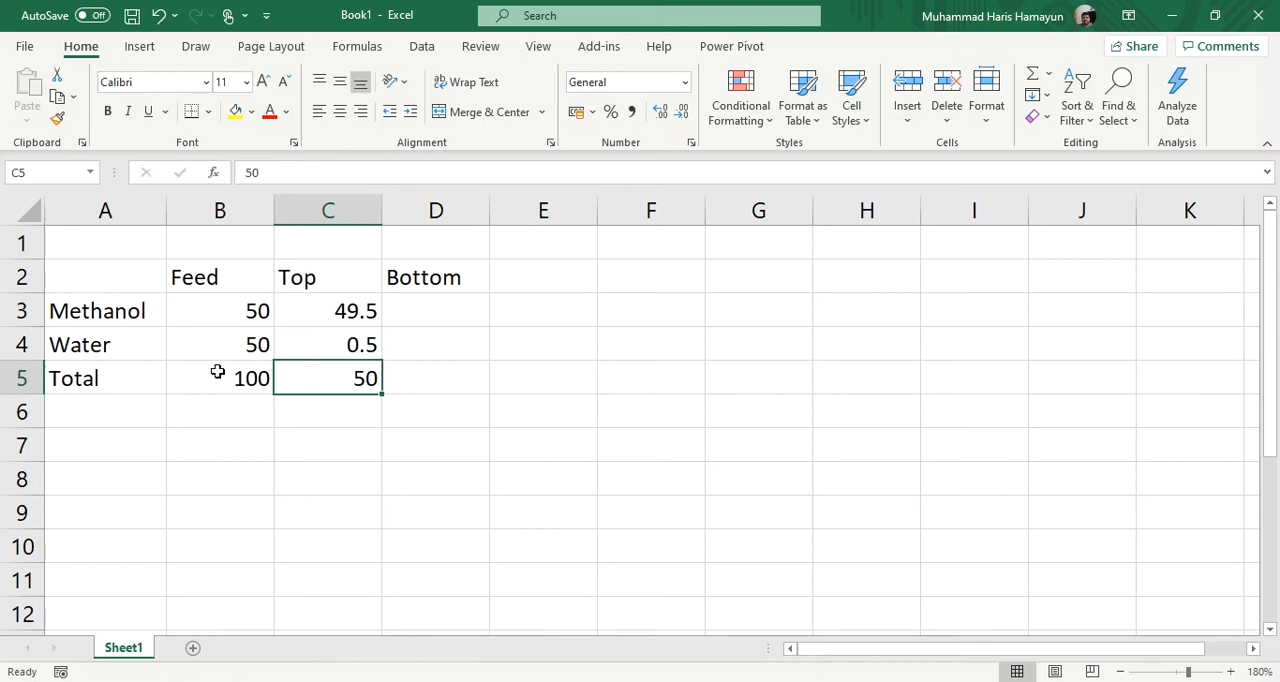 AutoSave Off Book1 - Excel Search Muhammad Haris Hamayun
File Home Insert Draw Page Layout Formulas Data Review View Add-ins Help Power Pivot Share Comments
Paste Calibri 11 A A Wrap Text General Conditional Formatting Format as Table Cell Styles Insert Delete Format Sort & Filter Find & Select Analyze Data
B I U A Merge & Center %
Clipboard Font Alignment Number Styles Cells Editing Analysis
C5 fx 50
A B C D E F G H I J K
1
2 Feed Top Bottom
3 Methanol 50 49.5
4 Water 50 0.5
5 Total 100 50
6
7
8
9
10
11
12
Sheet1
Ready 180%